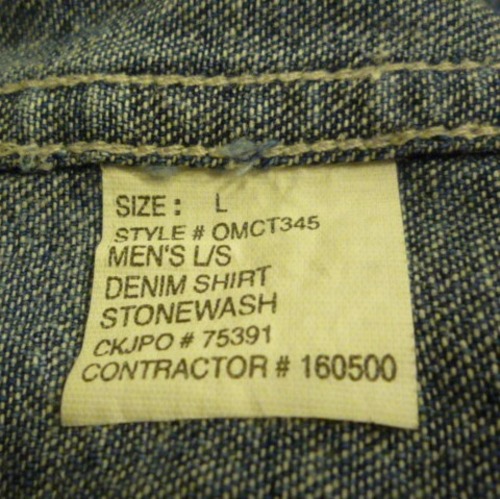 SIZE: L
STYLE # OMCT345
MEN'S L/S
DENIM SHIRT
STONEWASH
CKJPO # 75391
CONTRACTOR # 160500